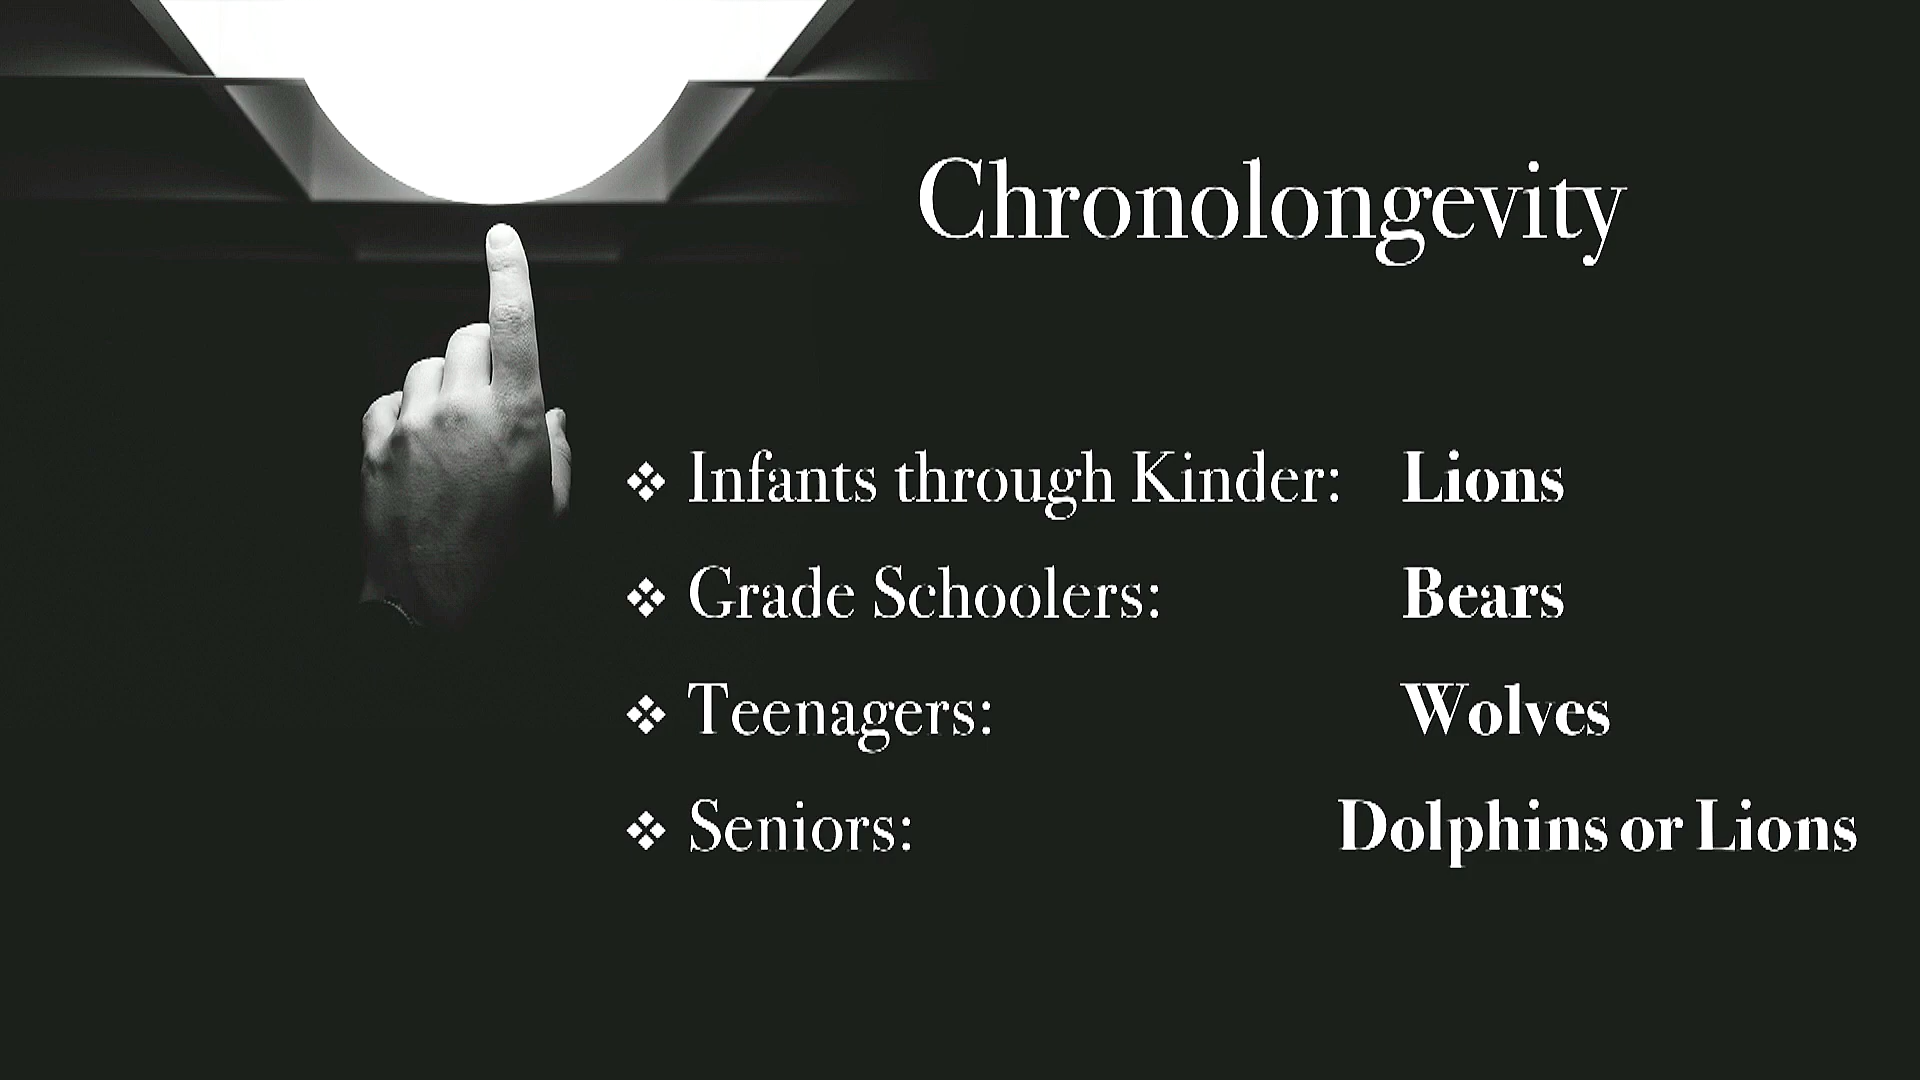 Chronolongevity
❖ Infants through Kinder: Lions
❖ Grade Schoolers: Bears
❖ Teenagers: Wolves
❖ Seniors: Dolphins or Lions